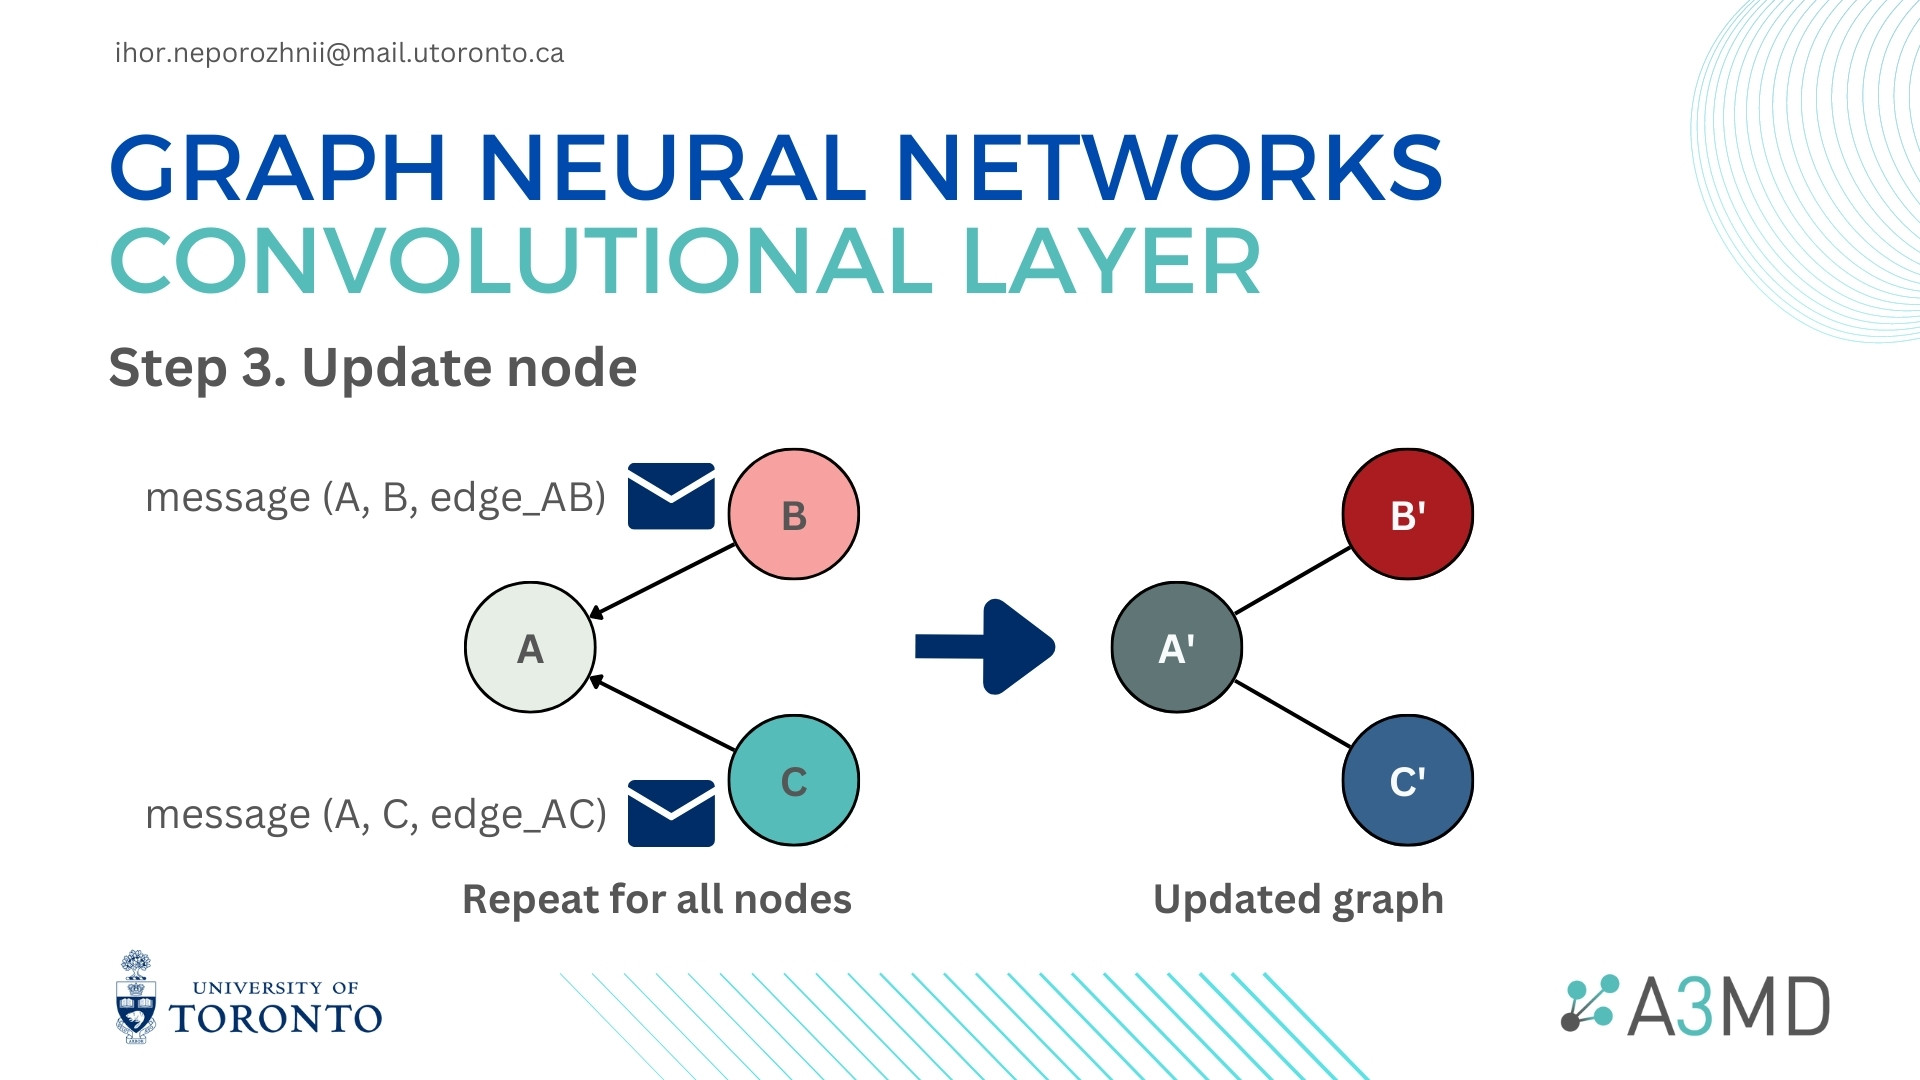 ihor.neporozhnii@mail.utoronto.ca
GRAPH NEURAL NETWORKS
CONVOLUTIONAL LAYER
Step 3. Update node
message (A, B, edge_AB)
B
B'
A
A'
message (A, C, edge_AC)
C
C'
Repeat for all nodes
Updated graph
UNIVERSITY OF
TORONTO
A3MD